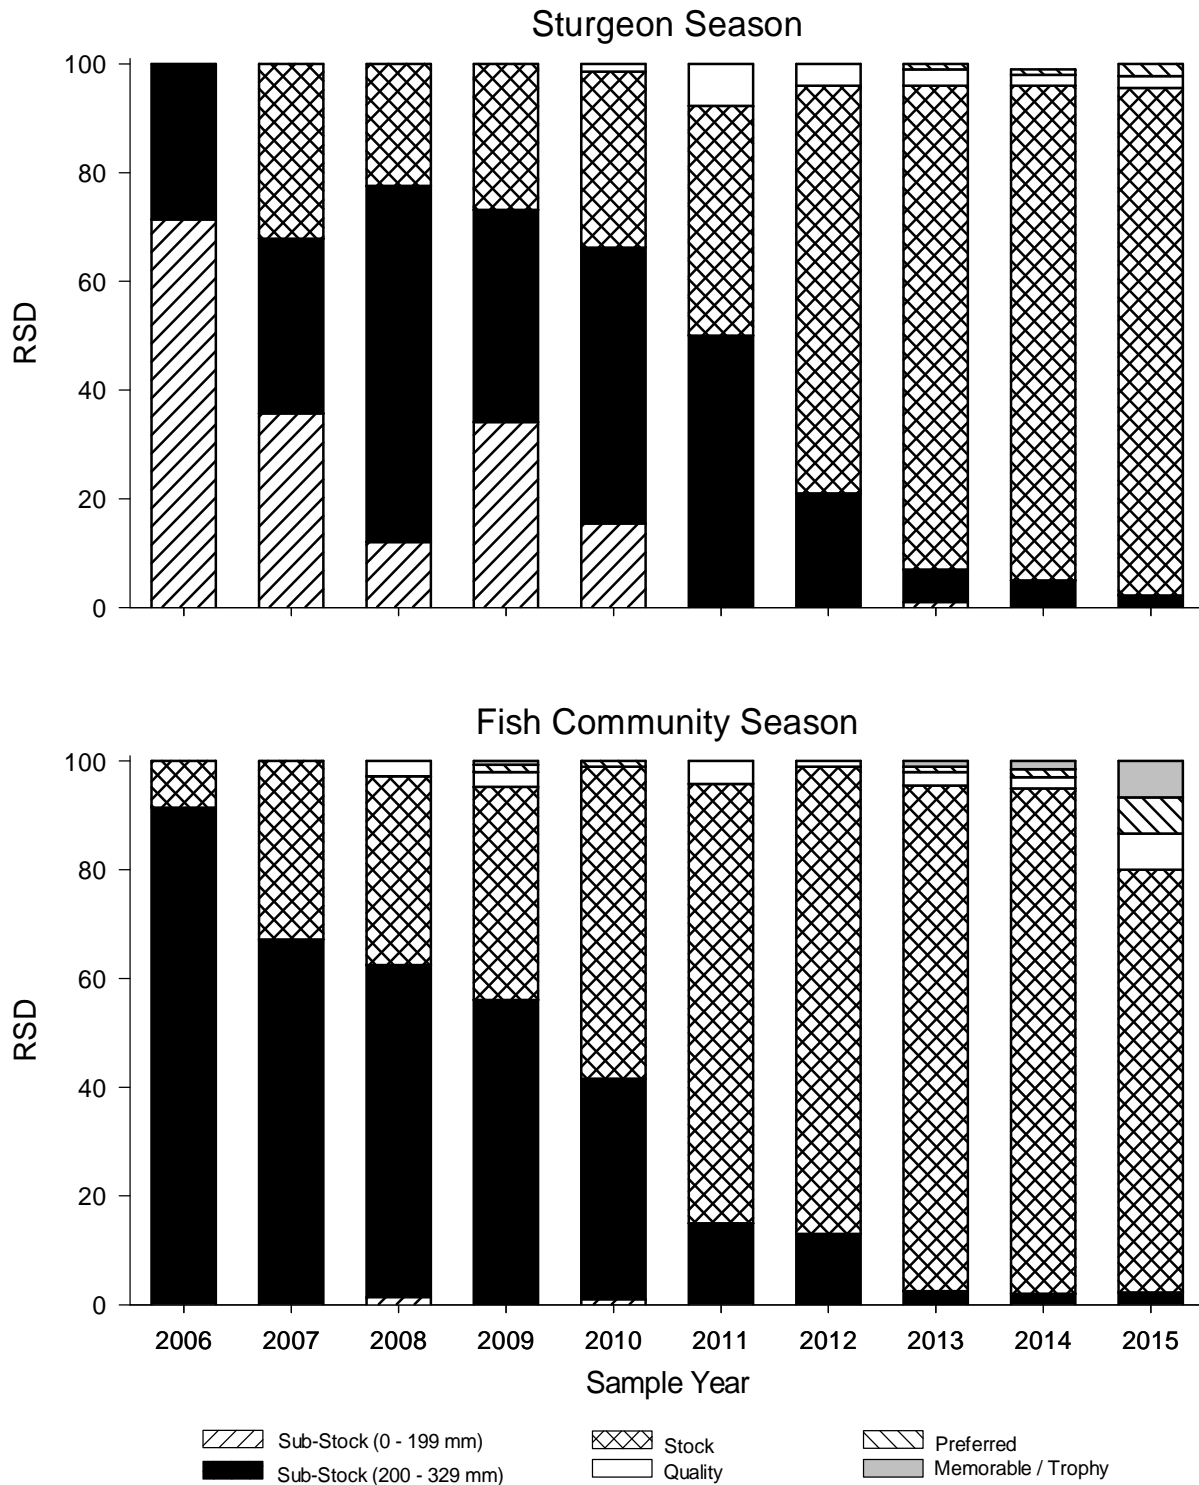 Sturgeon Season
100
80
60
40
20
0
RSD
Fish Community Season
100
80
60
40
20
0
RSD
2006 2007 2008 2009 2010 2011 2012 2013 2014 2015
Sample Year
Sub-Stock (0 - 199 mm) Stock Preferred
Sub-Stock (200 - 329 mm) Quality Memorable / Trophy